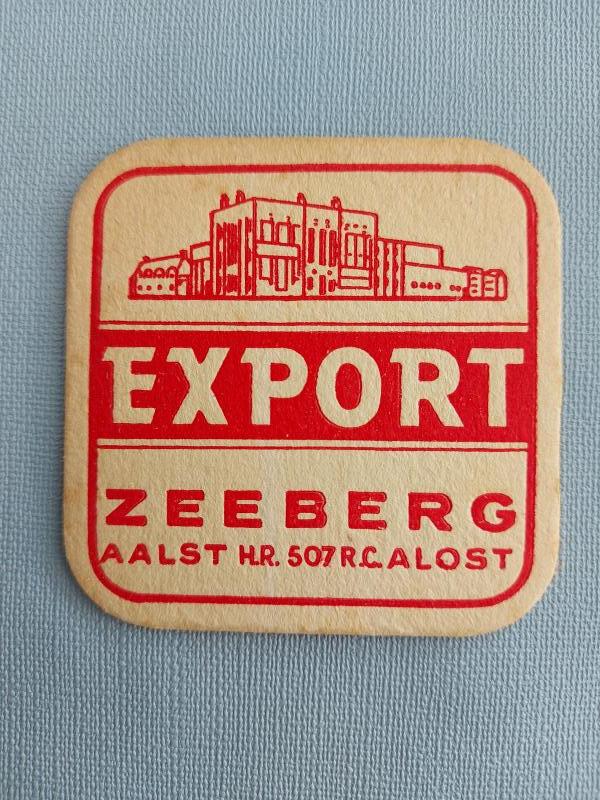 EXPORT
ZEEBERG
AALST H.R. 507 R.C. ALOST